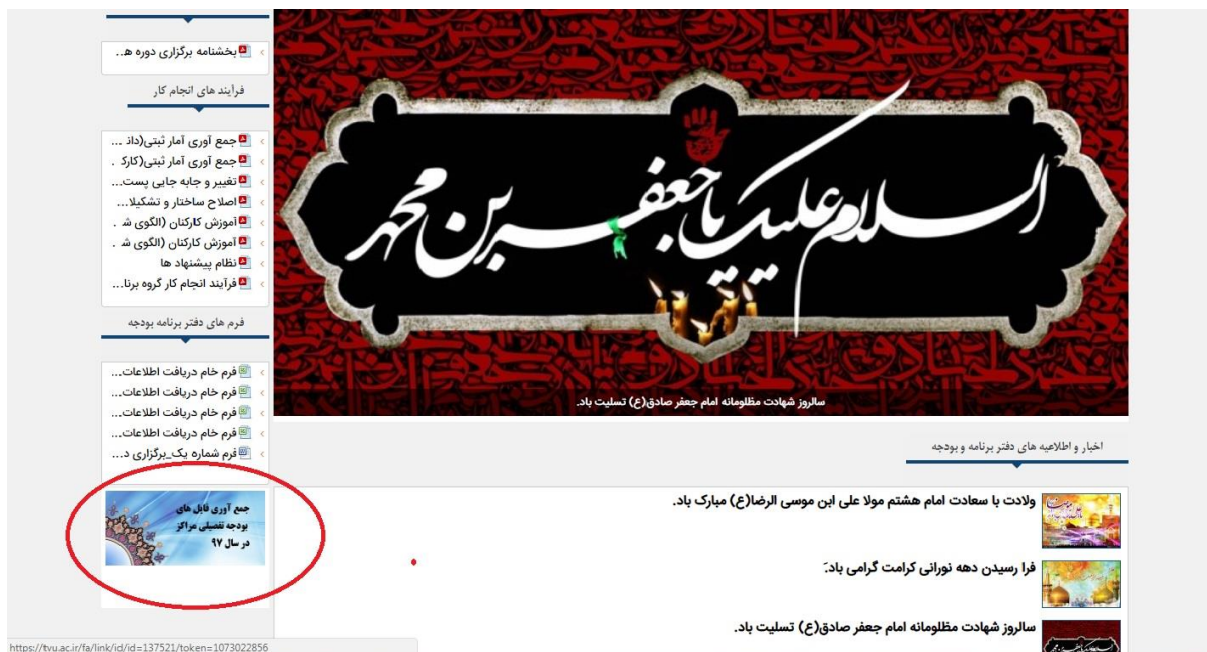 السلام علیک یا جعفر بن محمد
سالروز شهادت مظلومانه امام جعفر صادق(ع) تسلیت باد.
اخبار و اطلاعیه های دفتر برنامه و بودجه
ولادت با سعادت امام هشتم مولا علی ابن موسی الرضا(ع) مبارک باد.
فرا رسیدن دهه نورانی کرامت گرامی باد.
سالروز شهادت مظلومانه امام جعفر صادق(ع) تسلیت باد.
بخشنامه برگزاری دوره ه...
فرآیند های انجام کار
جمع آوری آمار ثبتی(دانـ ...
جمع آوری آمار ثبتی(کارکـ .
تغییر و جابه جایی پست...
اصلاح ساختار و تشکیلا...
آموزش کارکنان (الگوی شـ .
آموزش کارکنان (الگوی شـ .
نظام پیشنهاد ها
فرآیند انجام کار گروه برنا...
فرم های دفتر برنامه بودجه
فرم خام دریافت اطلاعات...
فرم خام دریافت اطلاعات...
فرم خام دریافت اطلاعات...
فرم خام دریافت اطلاعات...
فرم شماره یک_برگزاری د...
جمع آوری فایل های
بودجه تفصیلی مراکز
در سال ۹۷
https://tvu.ac.ir/fa/link/id/id=137521/token=1073022856